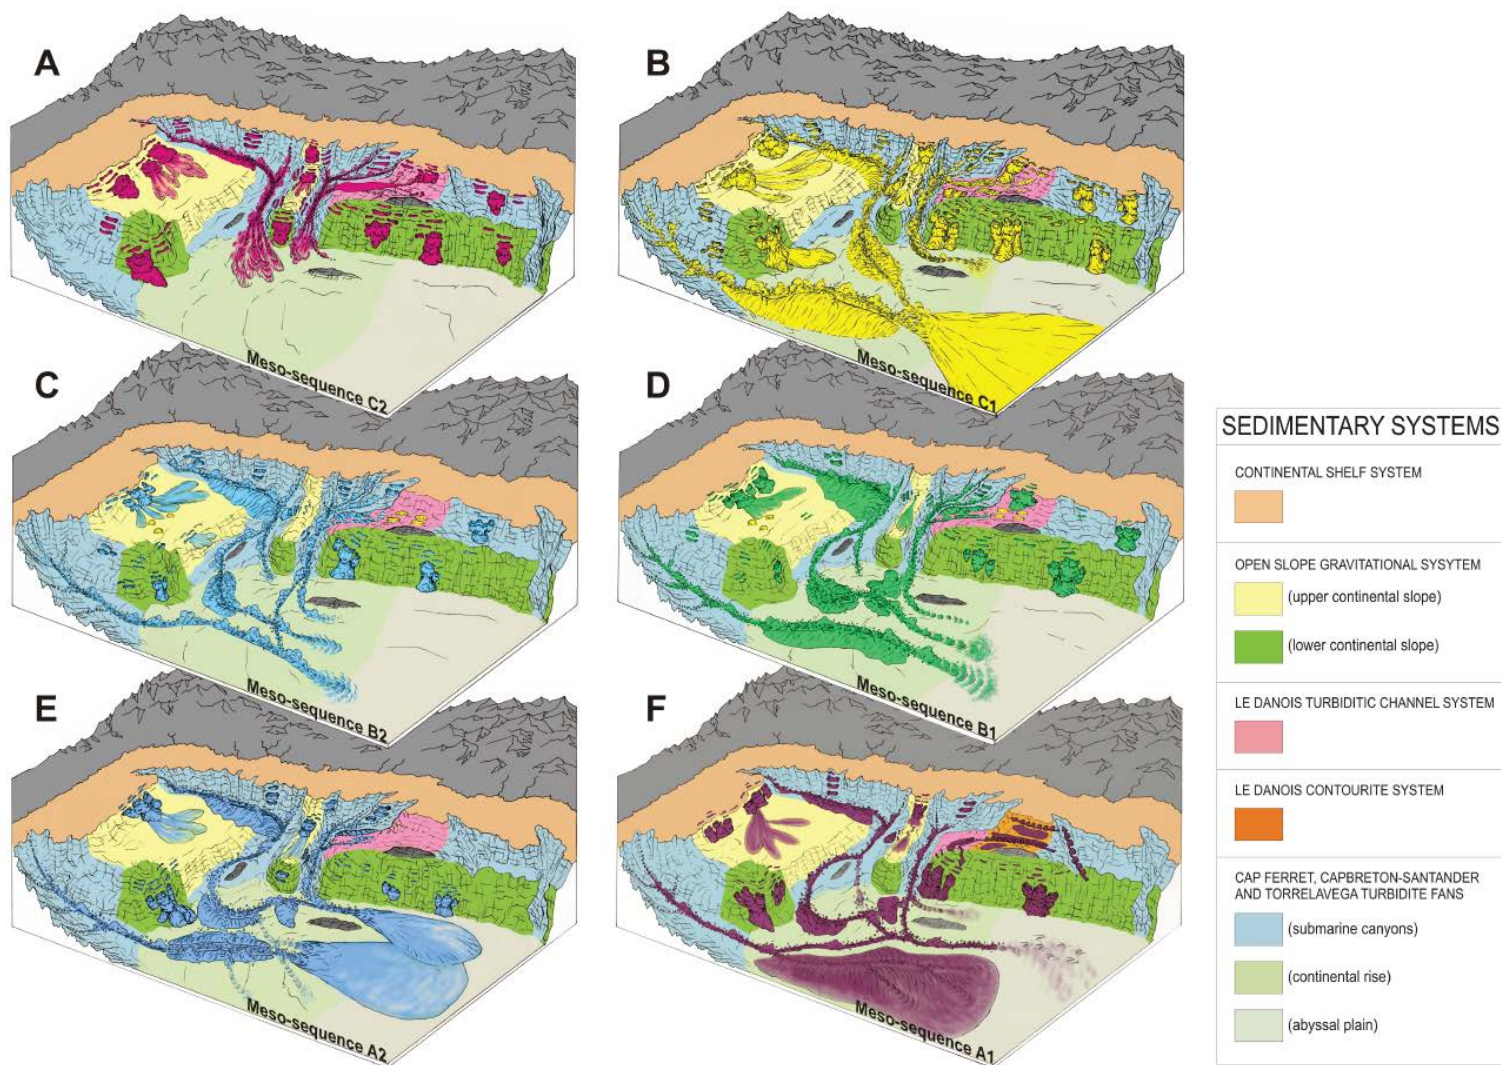 A
B
Meso-sequence C2
Meso-sequence C1
C
D
Meso-sequence B2
Meso-sequence B1
E
F
Meso-sequence A2
Meso-sequence A1
SEDIMENTARY SYSTEMS
CONTINENTAL SHELF SYSTEM
OPEN SLOPE GRAVITATIONAL SYSYTEM
(upper continental slope)
(lower continental slope)
LE DANOIS TURBIDITIC CHANNEL SYSTEM
LE DANOIS CONTOURITE SYSTEM
CAP FERRET, CAPBRETON-SANTANDER
AND TORRELAVEGA TURBIDITE FANS
(submarine canyons)
(continental rise)
(abyssal plain)